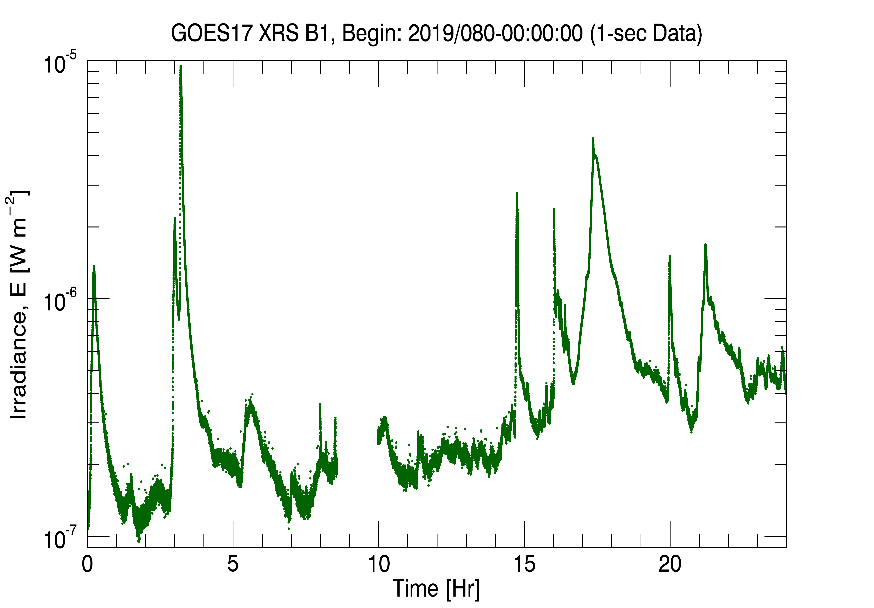 GOES17 XRS B1, Begin: 2019/080-00:00:00 (1-sec Data)
10⁻⁵
10⁻⁶
10⁻⁷
Irradiance, E [W m⁻²]
0 5 10 15 20
Time [Hr]